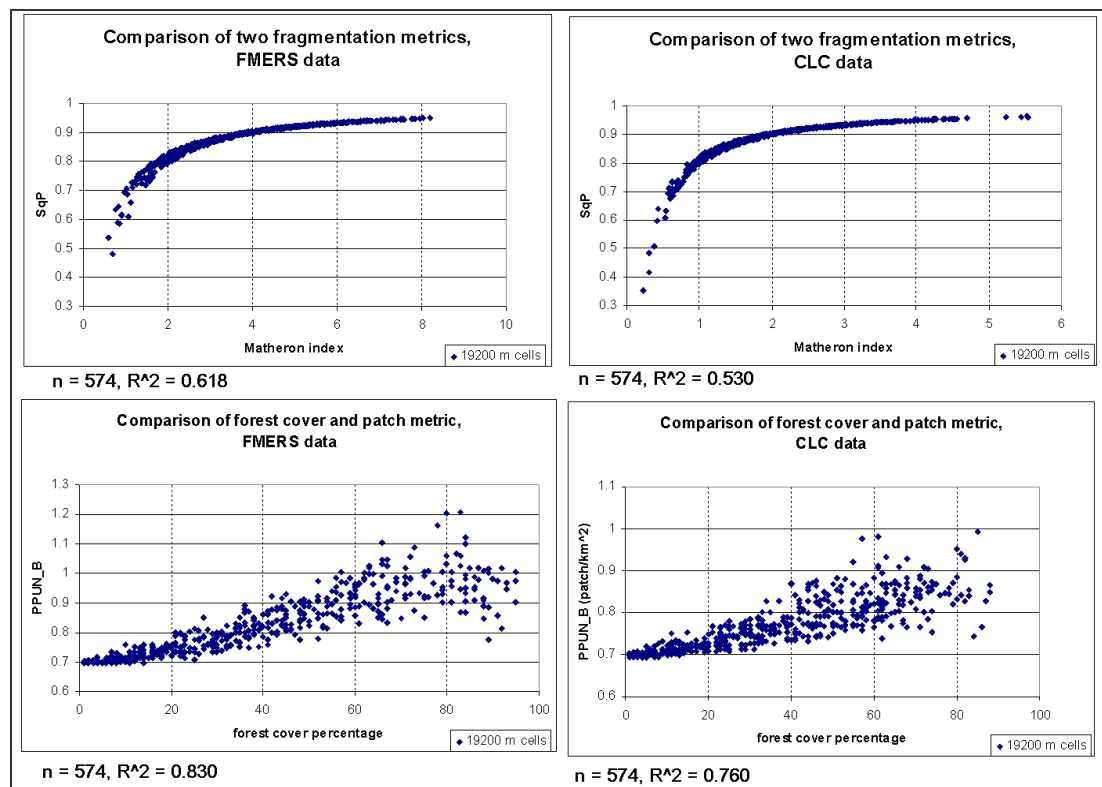 Comparison of two fragmentation metrics,
FMERS data
1
0.9
0.8
0.7
0.6
0.5
0.4
0.3
SqP
0 2 4 6 8 10
Matheron index
19200 m cells
n = 574, R^2 = 0.618
Comparison of two fragmentation metrics,
CLC data
1
0.9
0.8
0.7
0.6
0.5
0.4
0.3
SqP
0 1 2 3 4 5 6
Matheron index
19200 m cells
n = 574, R^2 = 0.530
Comparison of forest cover and patch metric,
FMERS data
1.3
1.2
1.1
1
0.9
0.8
0.7
0.6
PPUN_B
0 20 40 60 80 100
forest cover percentage
19200 m cells
n = 574, R^2 = 0.830
Comparison of forest cover and patch metric,
CLC data
1.1
1
0.9
0.8
0.7
0.6
PPUN_B (patch/km^2)
0 20 40 60 80 100
forest cover percentage
19200 m cells
n = 574, R^2 = 0.760